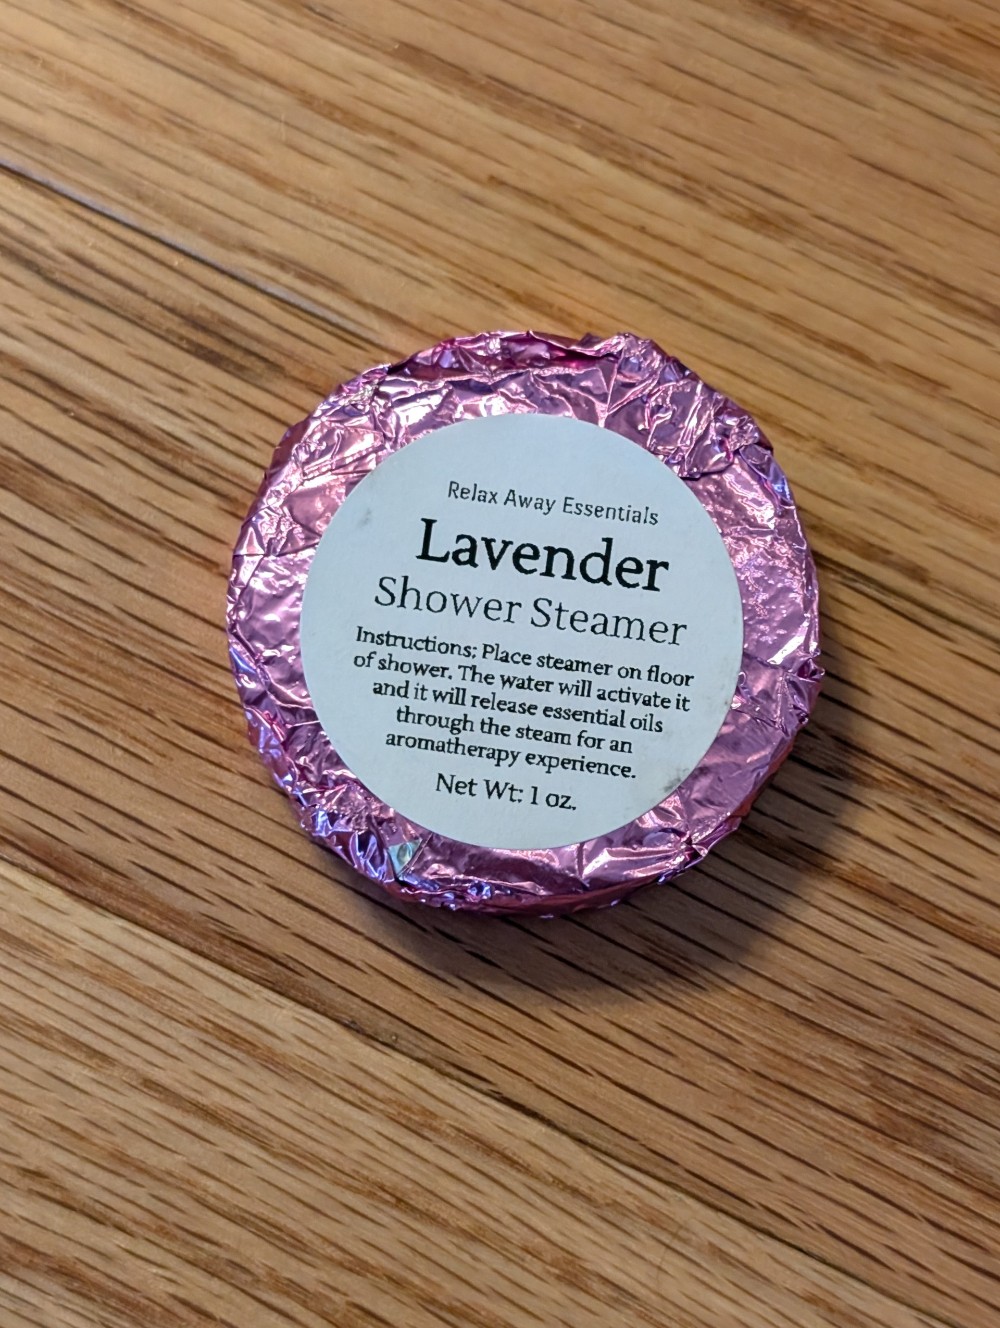 Relax Away Essentials
Lavender
Shower Steamer
Instructions: Place steamer on floor
of shower. The water will activate it
and it will release essential oils
through the steam for an
aromatherapy experience.
Net Wt: 1 oz.